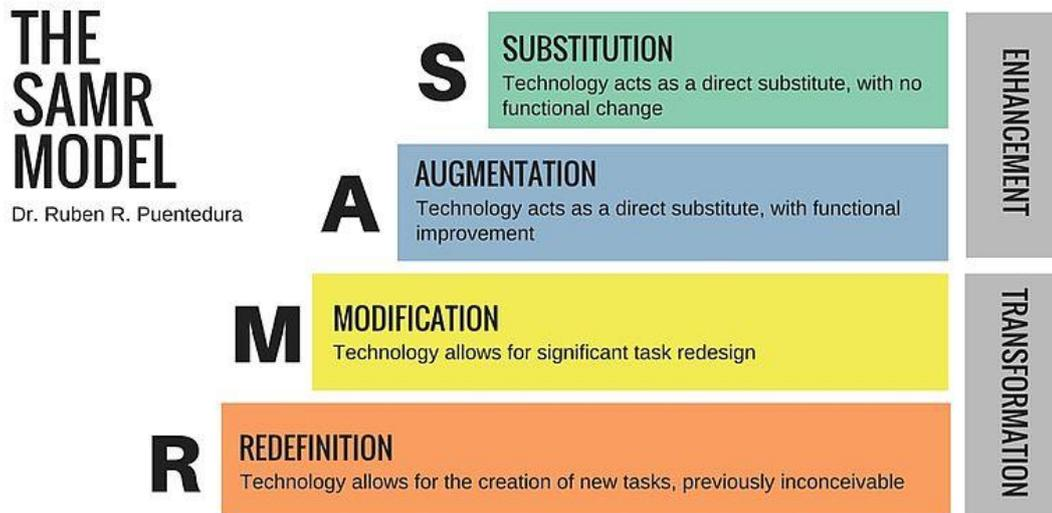 THE
SAMR
MODEL
Dr. Ruben R. Puentedura
S
SUBSTITUTION
Technology acts as a direct substitute, with no
functional change
A
AUGMENTATION
Technology acts as a direct substitute, with functional
improvement
ENHANCEMENT
M
MODIFICATION
Technology allows for significant task redesign
R
REDEFINITION
Technology allows for the creation of new tasks, previously inconceivable
TRANSFORMATION